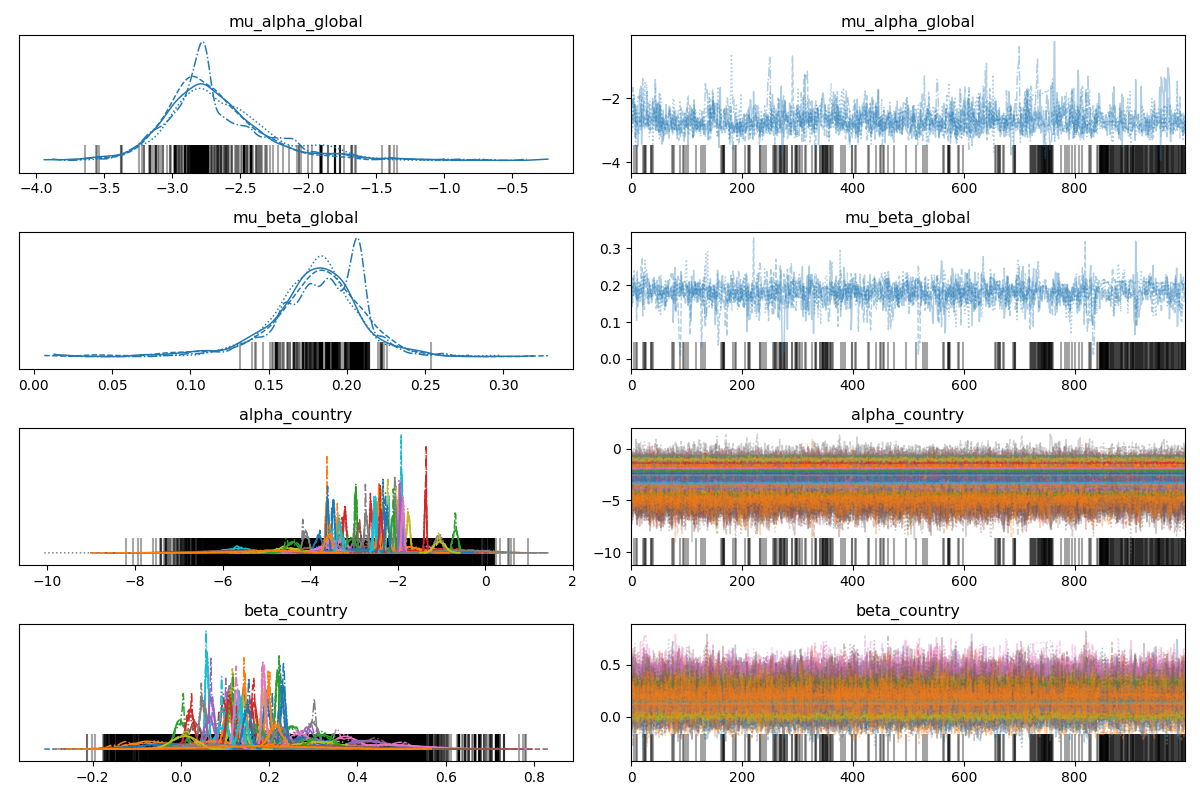 mu_alpha_global
mu_alpha_global
−2
−4
−4.0 −3.5 −3.0 −2.5 −2.0 −1.5 −1.0 −0.5
0 200 400 600 800
mu_beta_global
mu_beta_global
0.3
0.2
0.1
0.0
0.00 0.05 0.10 0.15 0.20 0.25 0.30
0 200 400 600 800
alpha_country
alpha_country
0
−5
−10
−10 −8 −6 −4 −2 0 2
0 200 400 600 800
beta_country
beta_country
0.5
0.0
−0.2 0.0 0.2 0.4 0.6 0.8
0 200 400 600 800